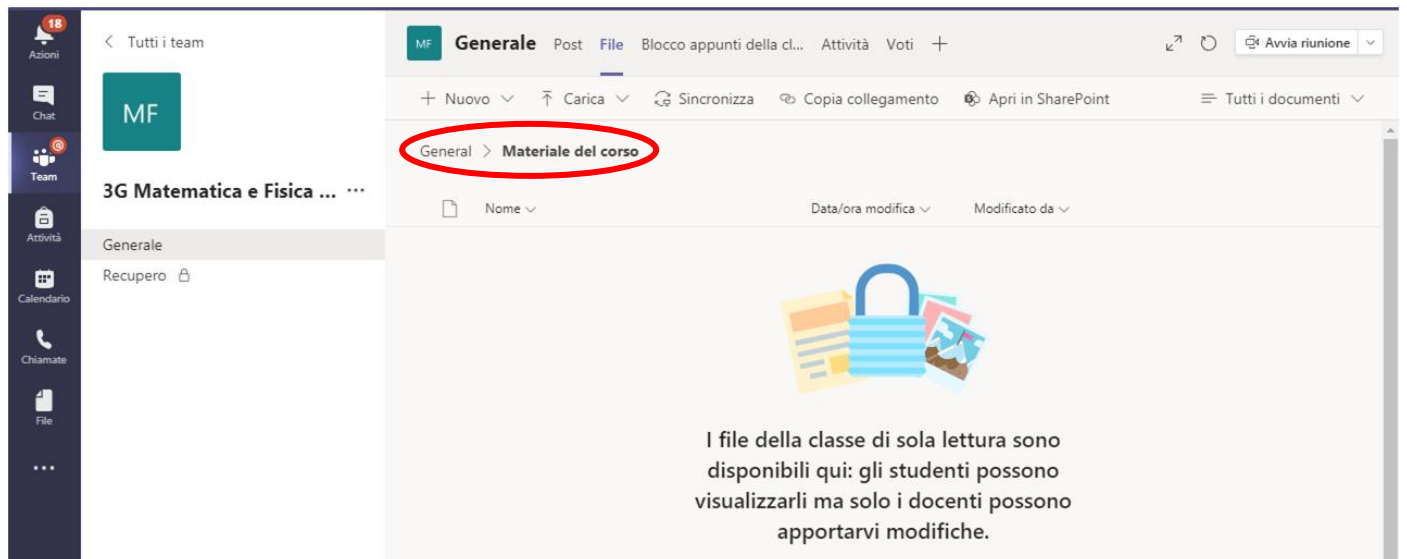 18
Azioni
Chat
Team
Attività
Calendario
Chiamate
File
Tutti i team
MF
3G Matematica e Fisica ...
Generale
Recupero
MF Generale Post File Blocco appunti della cl... Attività Voti + Avvia riunione
+ Nuovo Carica Sincronizza Copia collegamento Apri in SharePoint Tutti i documenti
General > Materiale del corso
Nome Data/ora modifica Modificato da
I file della classe di sola lettura sono
disponibili qui: gli studenti possono
visualizzarli ma solo i docenti possono
apportarvi modifiche.